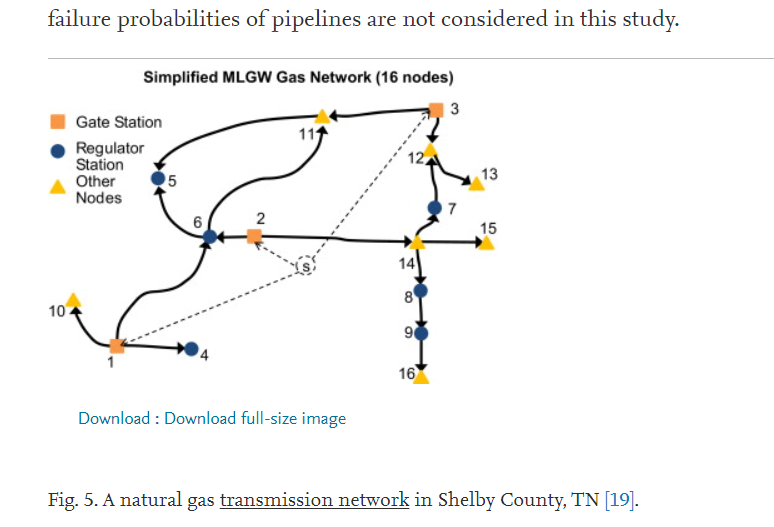 failure probabilities of pipelines are not considered in this study.
Simplified MLGW Gas Network (16 nodes)
Gate Station
Regulator
Station
Other
Nodes
3
11
12
13
5
7
6
2
15
s
14
10
8
9
1
4
16
Download : Download full-size image
Fig. 5. A natural gas transmission network in Shelby County, TN [19].